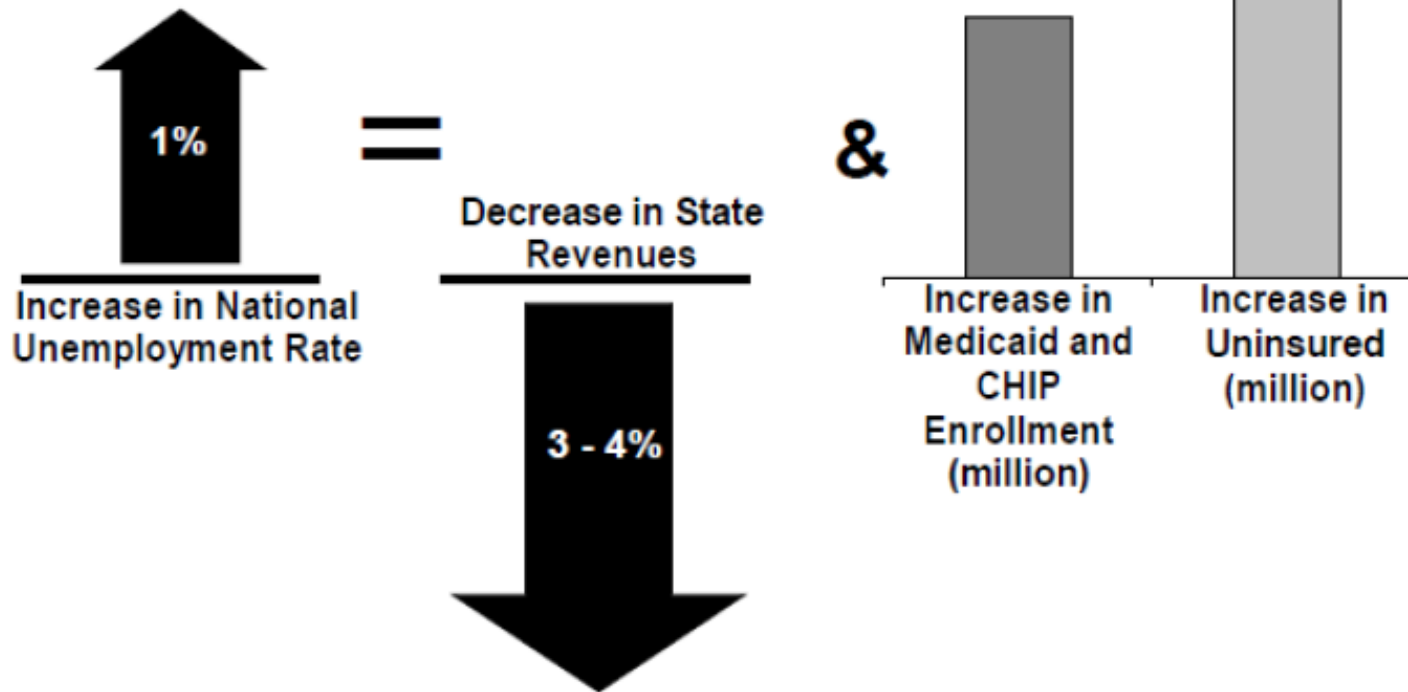 1%
=
Increase in National
Unemployment Rate
Decrease in State
Revenues
3 - 4%
&
Increase in
Medicaid and
CHIP
Enrollment
(million)
Increase in
Uninsured
(million)